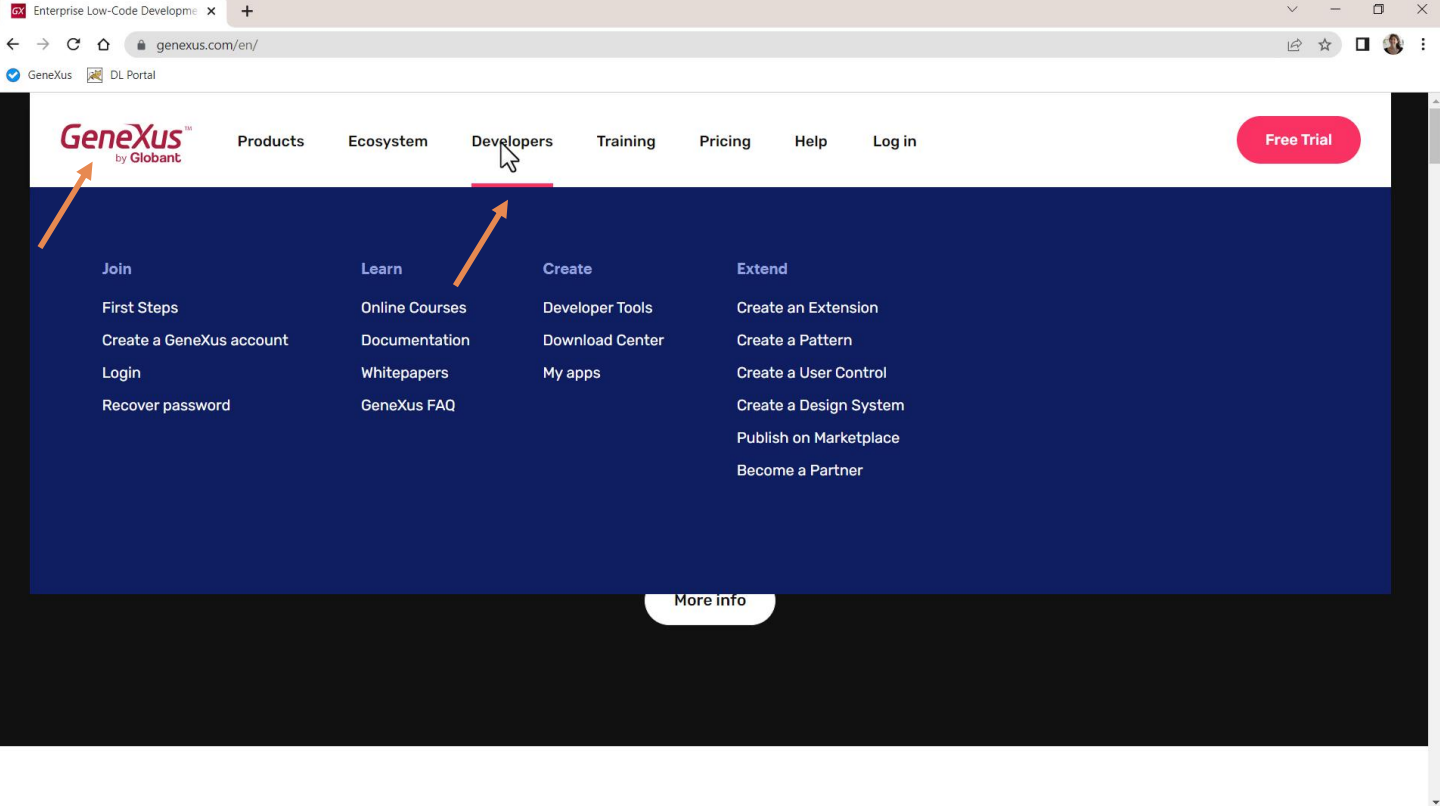 GX Enterprise Low-Code Developme
genexus.com/en/
GeneXus DL Portal
GeneXus™
by Globant
Products Ecosystem Developers Training Pricing Help Log in
Free Trial
Join
First Steps
Create a GeneXus account
Login
Recover password
Learn
Online Courses
Documentation
Whitepapers
GeneXus FAQ
Create
Developer Tools
Download Center
My apps
Extend
Create an Extension
Create a Pattern
Create a User Control
Create a Design System
Publish on Marketplace
Become a Partner
More info